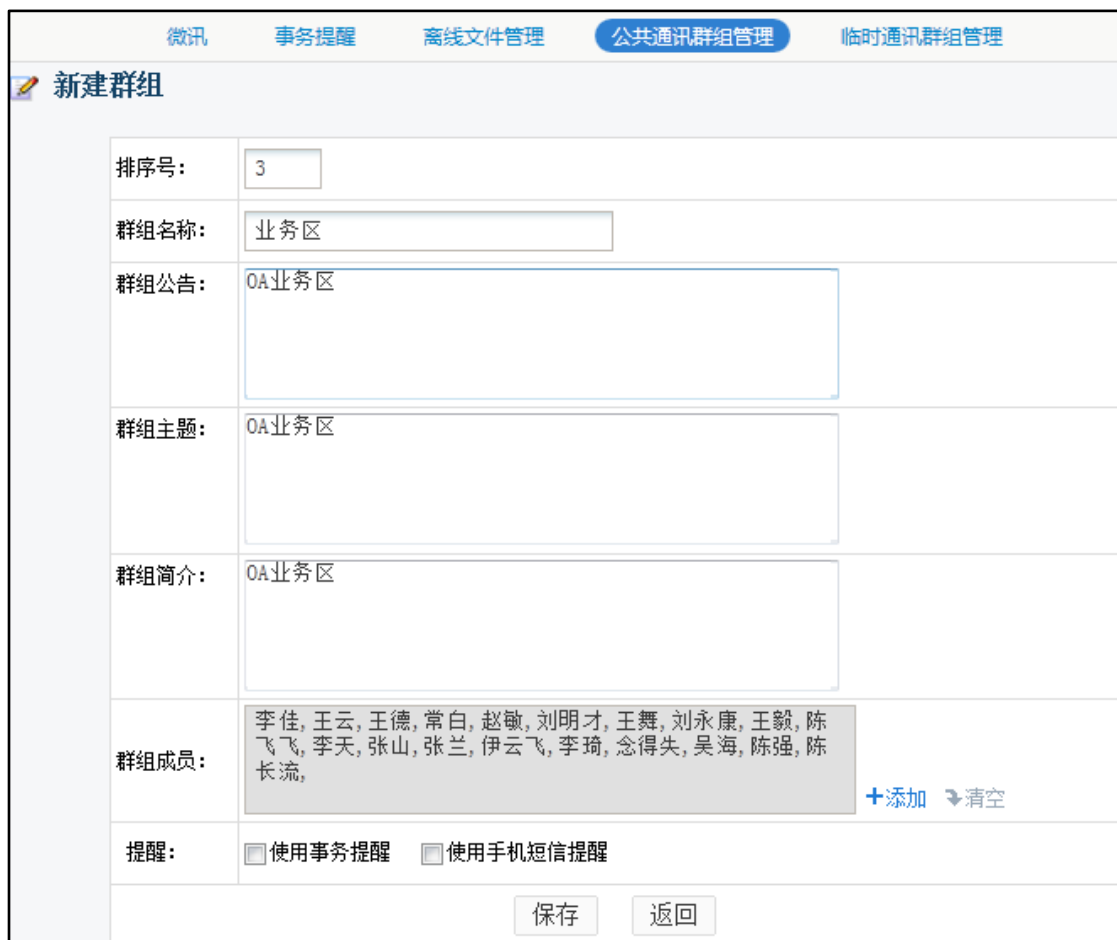 微讯 事务提醒 离线文件管理 公共通讯群组管理 临时通讯群组管理
新建群组
排序号: 3
群组名称: 业务区
群组公告: OA业务区
群组主题: OA业务区
群组简介: OA业务区
群组成员: 李佳,王云,王德,常白,赵敏,刘明才,王舞,刘永康,王毅,陈
飞飞,李天,张山,张兰,伊云飞,李琦,念得失,吴海,陈强,陈
长流,
添加 清空
提醒: 使用事务提醒 使用手机短信提醒
保存 返回